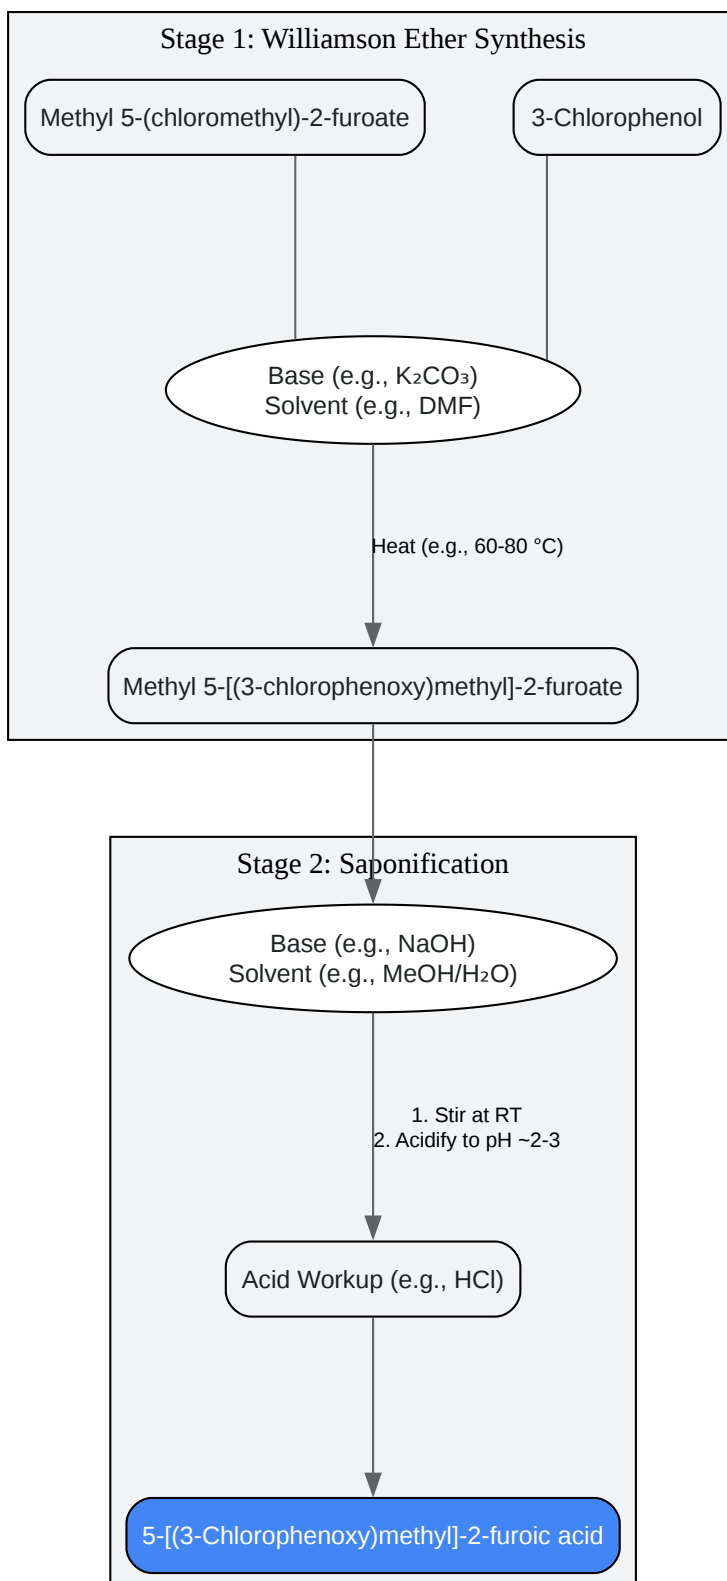 Stage 1: Williamson Ether Synthesis
Methyl 5-(chloromethyl)-2-furoate
3-Chlorophenol
Base (e.g., K₂CO₃)
Solvent (e.g., DMF)
Heat (e.g., 60-80 °C)
Methyl 5-[(3-chlorophenoxy)methyl]-2-furoate
Stage 2: Saponification
Base (e.g., NaOH)
Solvent (e.g., MeOH/H₂O)
1. Stir at RT
2. Acidify to pH ~2-3
Acid Workup (e.g., HCl)
5-[(3-Chlorophenoxy)methyl]-2-furoic acid